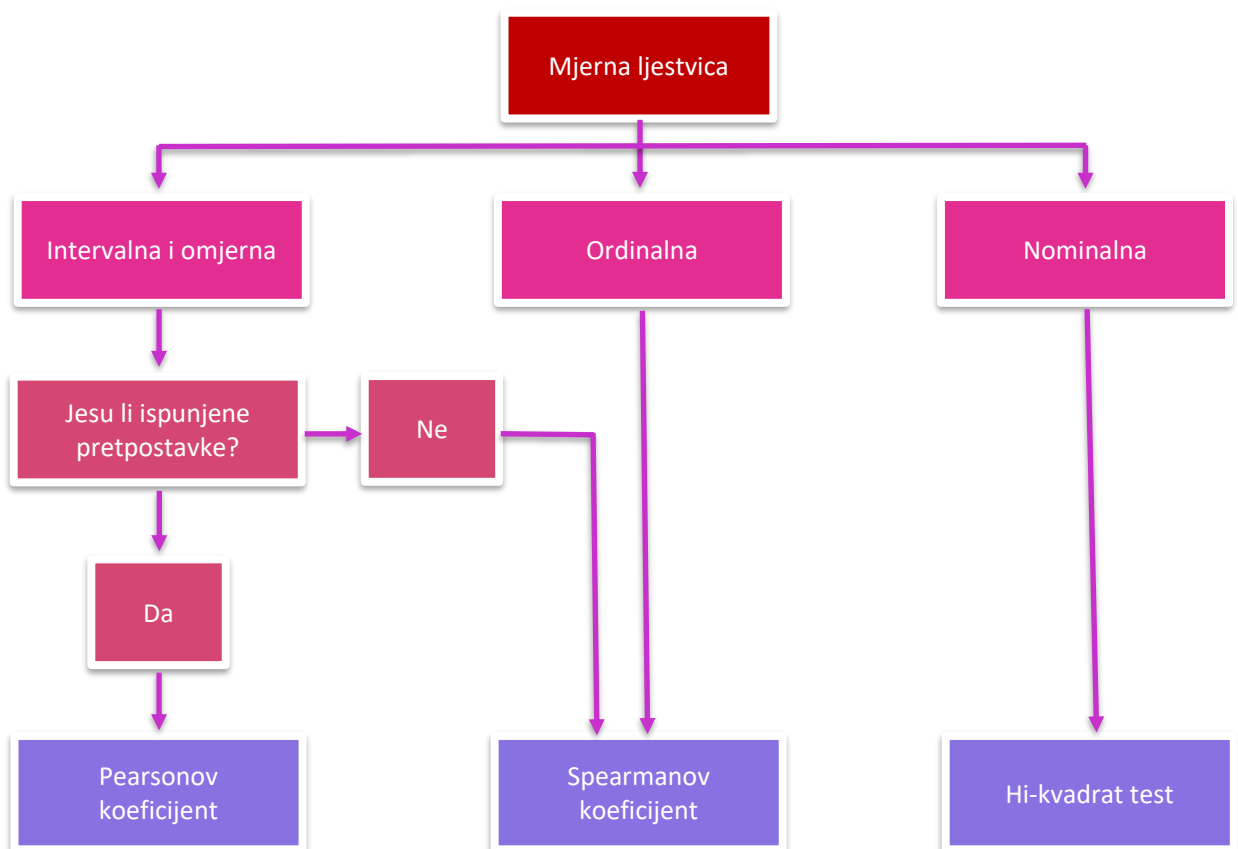 Mjerna ljestvica
Intervalna i omjerna
Ordinalna
Nominalna
Jesu li ispunjene
pretpostavke?
Ne
Da
Pearsonov
koeficijent
Spearmanov
koeficijent
Hi-kvadrat test